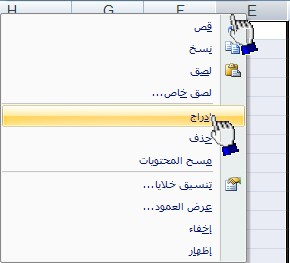 E F G H
قص
نسخ
لصق
لصق خاص...
إدراج
حذف
مسح المحتويات
تنسيق خلايا...
عرض العمود...
إخفاء
إظهار